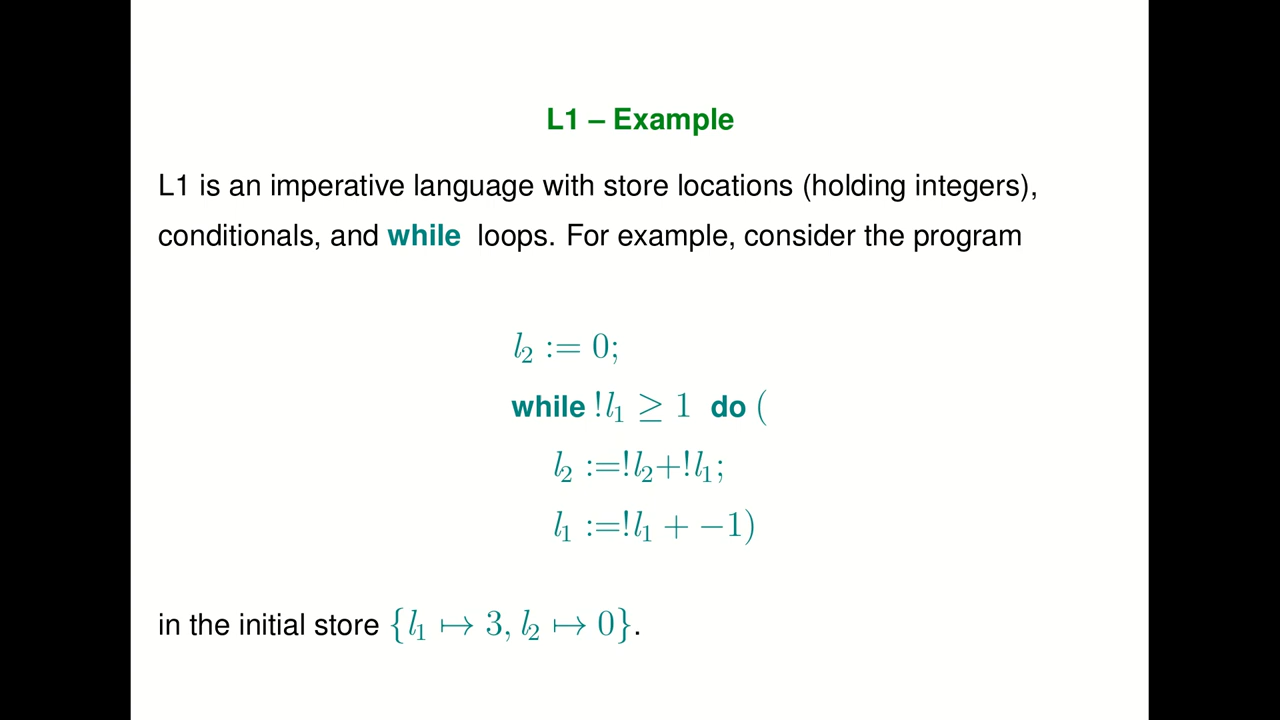 L1 – Example
L1 is an imperative language with store locations (holding integers),
conditionals, and while loops. For example, consider the program
l₂ := 0;
while !l₁ ≥ 1 do (
l₂ :=!l₂+!l₁;
l₁ :=!l₁ + −1)
in the initial store {l₁ ↦ 3, l₂ ↦ 0}.